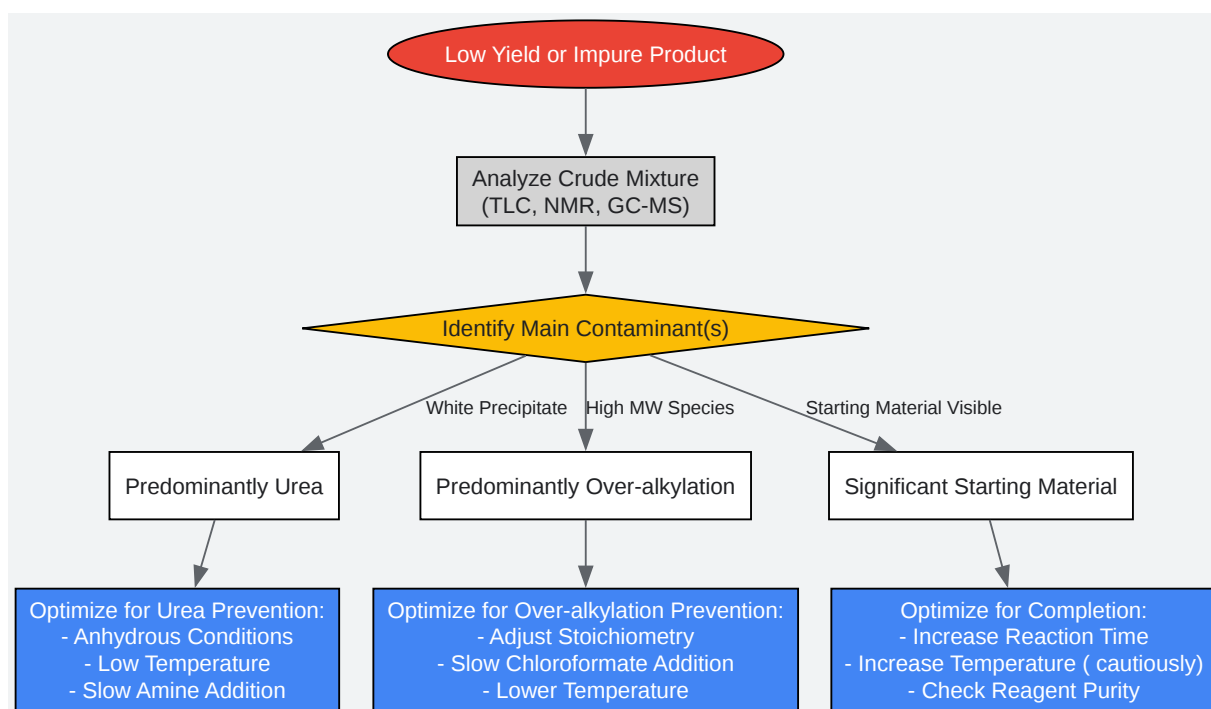 Low Yield or Impure Product
Analyze Crude Mixture
(TLC, NMR, GC-MS)
Identify Main Contaminant(s)
White Precipitate
High MW Species
Starting Material Visible
Predominantly Urea
Predominantly Over-alkylation
Significant Starting Material
Optimize for Urea Prevention:
- Anhydrous Conditions
- Low Temperature
- Slow Amine Addition
Optimize for Over-alkylation Prevention:
- Adjust Stoichiometry
- Slow Chloroformate Addition
- Lower Temperature
Optimize for Completion:
- Increase Reaction Time
- Increase Temperature ( cautiously)
- Check Reagent Purity